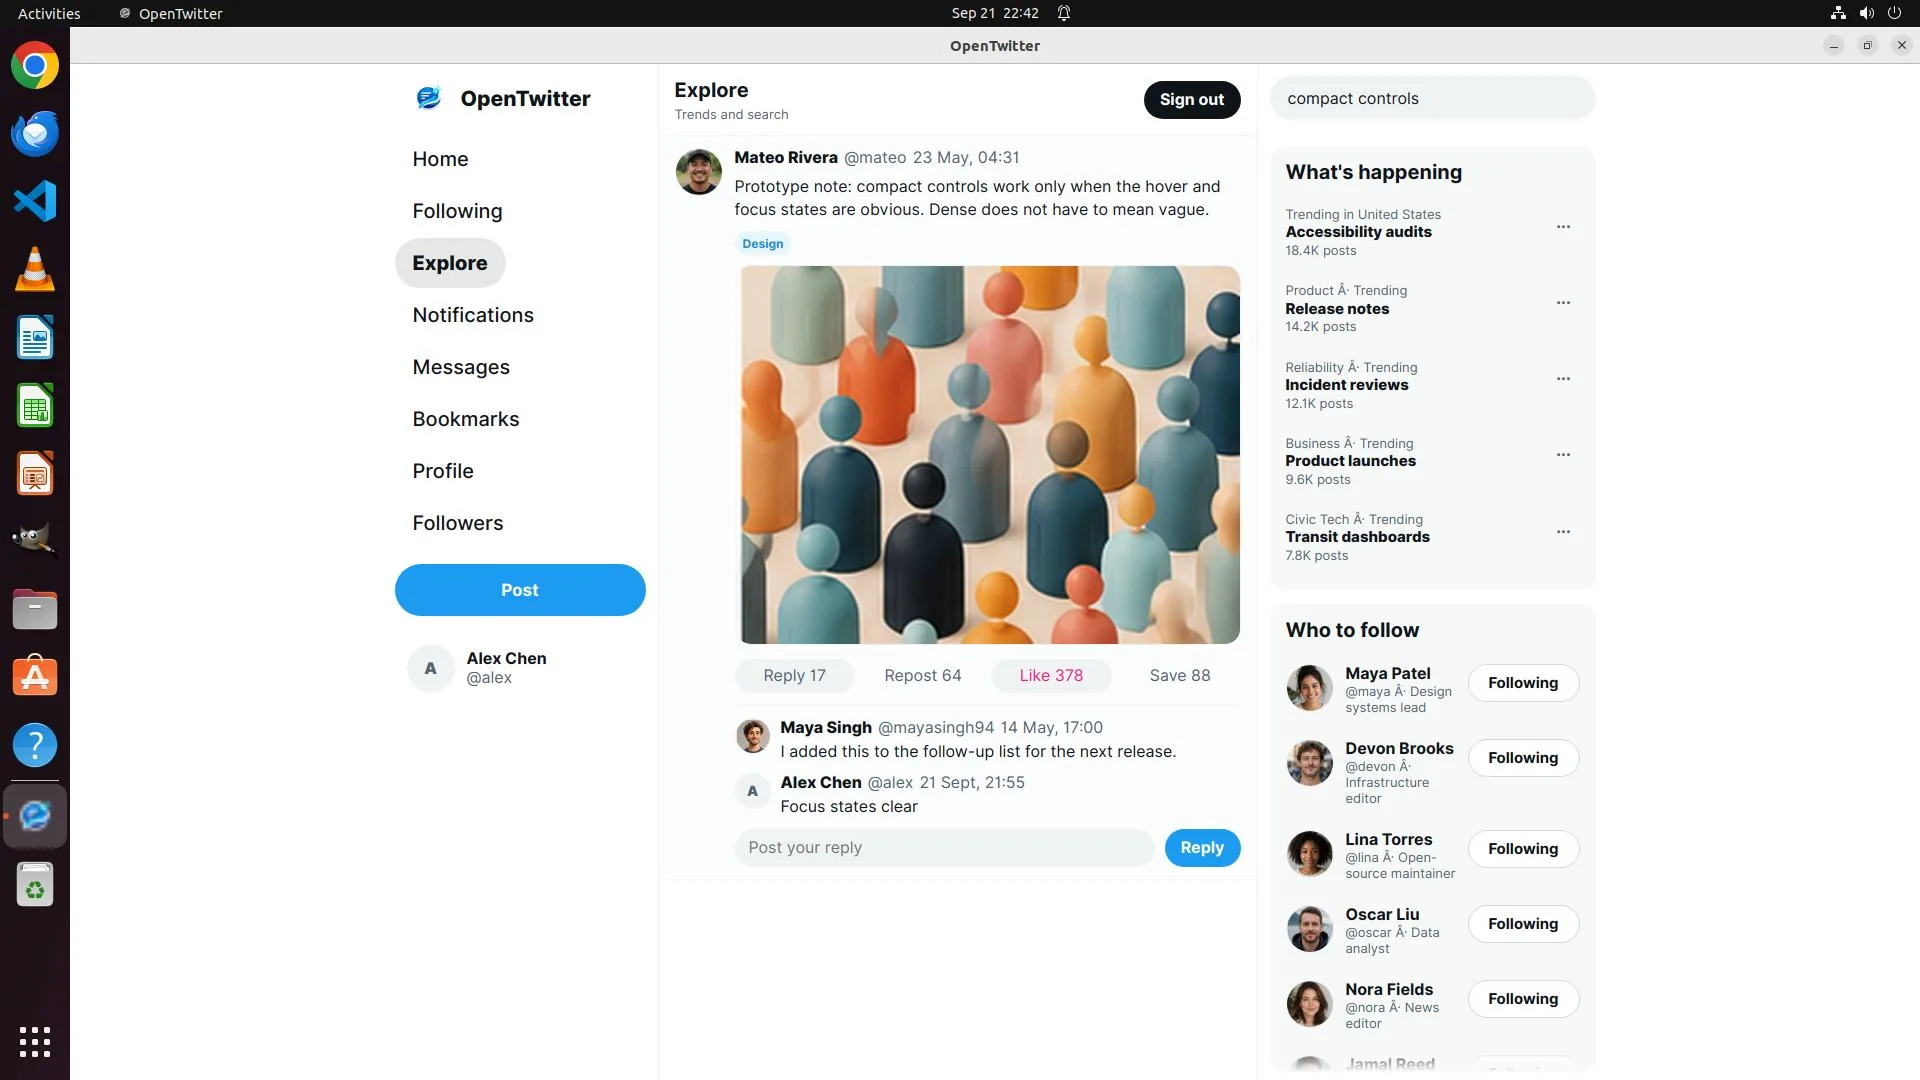 Activities
OpenTwitter
Sep 21 22:42
OpenTwitter
OpenTwitter
Home
Following
Explore
Notifications
Messages
Bookmarks
Profile
Followers
Post
A
Alex Chen
@alex
Explore
Trends and search
Sign out
Mateo Rivera @mateo 23 May, 04:31
Prototype note: compact controls work only when the hover and
focus states are obvious. Dense does not have to mean vague.
Design
Reply 17
Repost 64
Like 378
Save 88
Maya Singh @mayasingh94 14 May, 17:00
I added this to the follow-up list for the next release.
A
Alex Chen @alex 21 Sept, 21:55
Focus states clear
Post your reply
Reply
compact controls
What's happening
Trending in United States
Accessibility audits
18.4K posts
Product Â· Trending
Release notes
14.2K posts
Reliability Â· Trending
Incident reviews
12.1K posts
Business Â· Trending
Product launches
9.6K posts
Civic Tech Â· Trending
Transit dashboards
7.8K posts
Who to follow
Maya Patel
@maya Â· Design
systems lead
Following
Devon Brooks
@devon Â·
Infrastructure
editor
Following
Lina Torres
@lina Â· Open-
source maintainer
Following
Oscar Liu
@oscar Â· Data
analyst
Following
Nora Fields
@nora Â· News
editor
Following
Jamal Reed